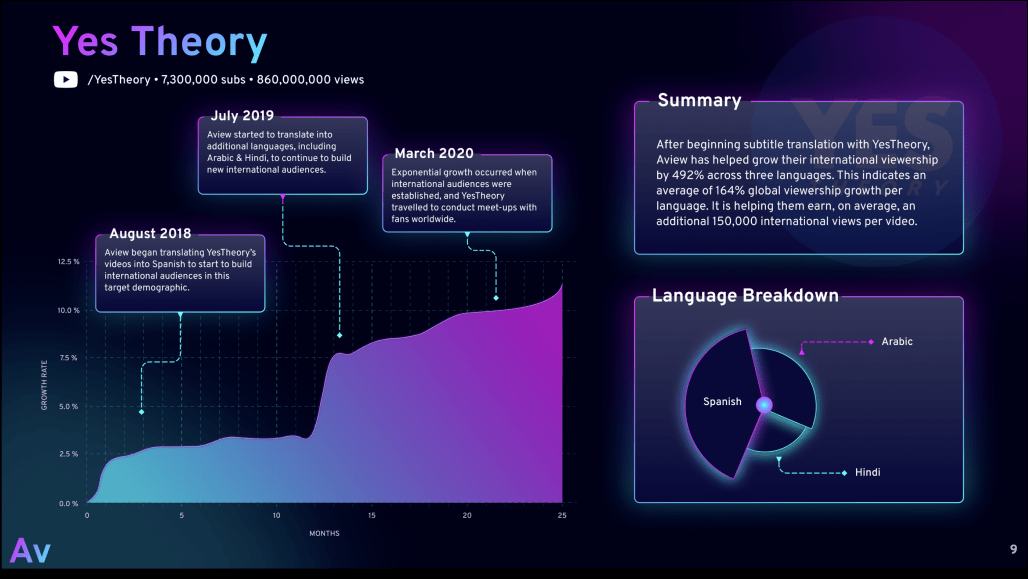 Yes Theory
/YesTheory • 7,300,000 subs • 860,000,000 views
July 2019
Aview started to translate into
additional languages, including
Arabic & Hindi, to continue to build
new international audiences.
March 2020
Exponential growth occurred when
international audiences were
established, and YesTheory
travelled to conduct meet-ups with
fans worldwide.
August 2018
Aview began translating YesTheory's
videos into Spanish to start to build
international audiences in this
target demographic.
12.5 %
10.0 %
7.5 %
5.0 %
2.5 %
0.0 %
GROWTH RATE
0 5 10 15 20 25
MONTHS
Summary
YES
THEORY
After beginning subtitle translation with YesTheory,
Aview has helped grow their international viewership
by 492% across three languages. This indicates an
average of 164% global viewership growth per
language. It is helping them earn, on average, an
additional 150,000 international views per video.
Language Breakdown
Arabic
Spanish
Hindi
Av
9